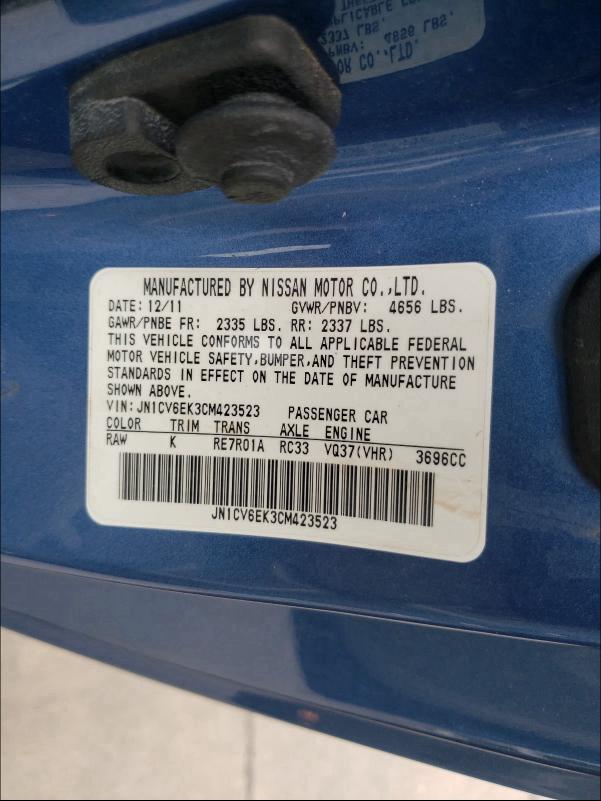 MANUFACTURED BY NISSAN MOTOR CO.,LTD.
DATE: 12/11 GVWR/PNBV: 4656 LBS.
GAWR/PNBE FR: 2335 LBS. RR: 2337 LBS.
THIS VEHICLE CONFORMS TO ALL APPLICABLE FEDERAL
MOTOR VEHICLE SAFETY,BUMPER,AND THEFT PREVENTION
STANDARDS IN EFFECT ON THE DATE OF MANUFACTURE
SHOWN ABOVE.
VIN: JN1CV6EK3CM423523 PASSENGER CAR
COLOR TRIM TRANS AXLE ENGINE
RAW K RE7R01A RC33 VQ37(VHR) 3696CC
JN1CV6EK3CM423523